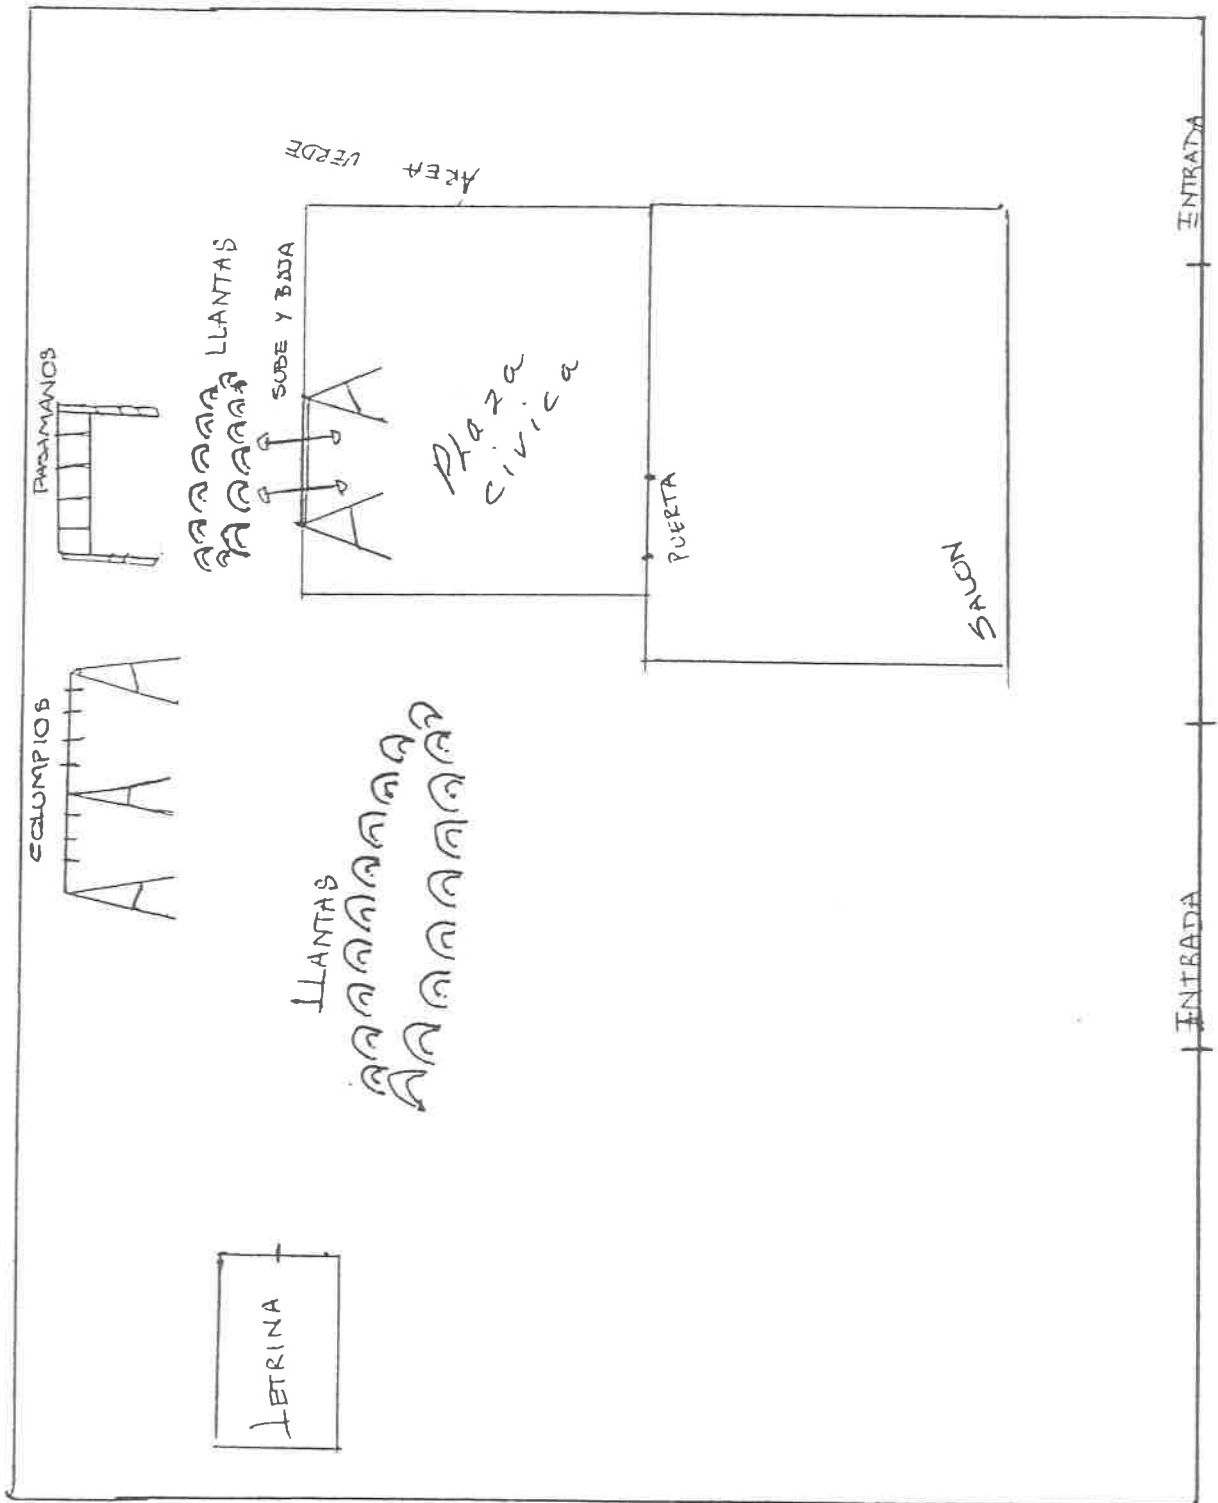 COLUMPIOS
PASAMANOS
LLANTAS
SUBE Y BAJA
AREA VERDE
LLANTAS
Plaza
civica
LETRINA
PUERTA
SALON
ENTRADA
ENTRADA